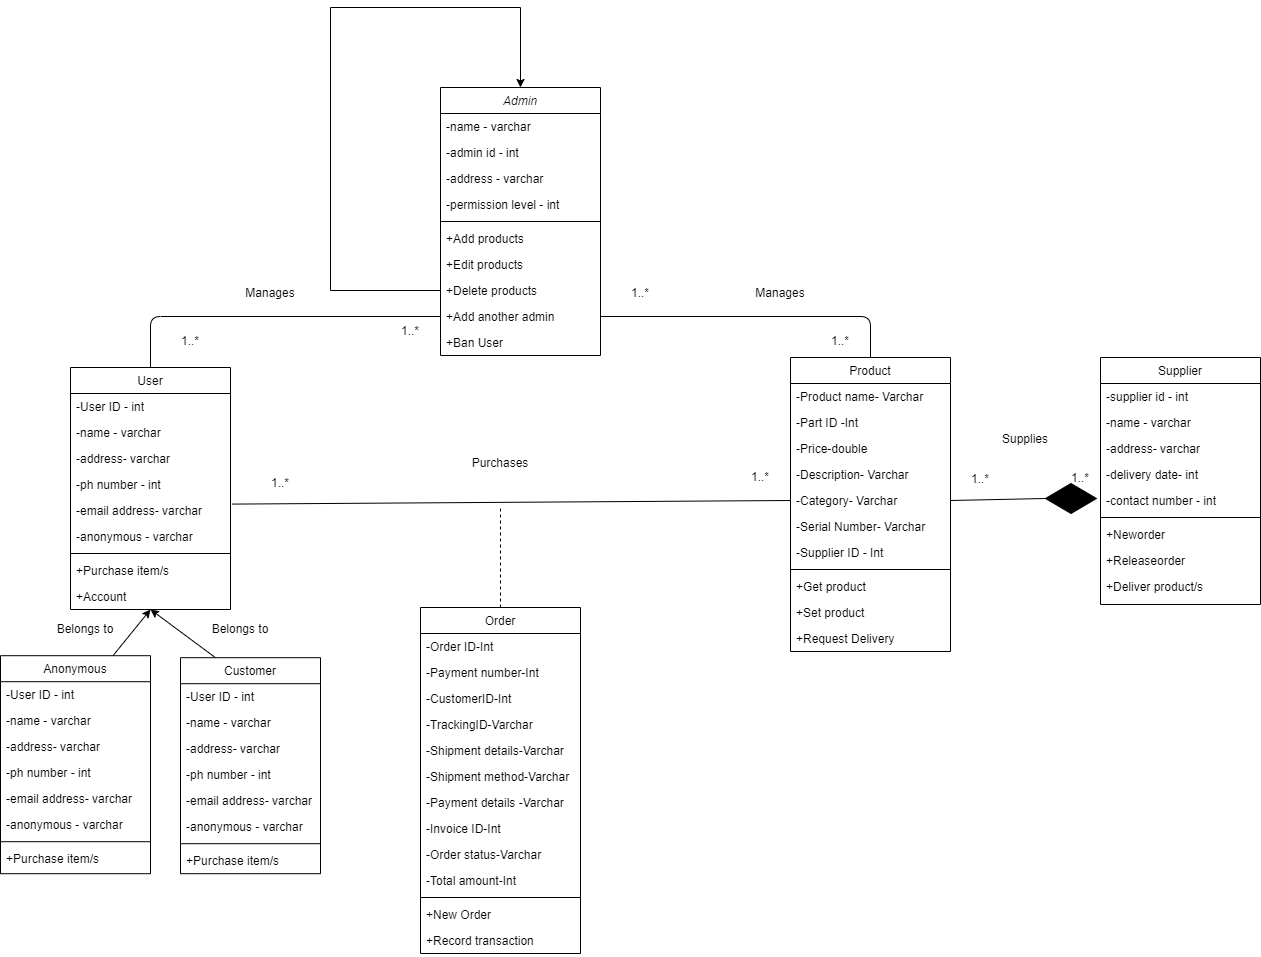 Admin
-name - varchar
-admin id - int
-address - varchar
-permission level - int
+Add products
+Edit products
+Delete products
+Add another admin
+Ban User
Manages
1..*
1..*
1..*
Manages
1..*
User
-User ID - int
-name - varchar
-address- varchar
-ph number - int
-email address- varchar
-anonymous - varchar
+Purchase item/s
+Account
1..*
Purchases
1..*
Product
-Product name- Varchar
-Part ID -Int
-Price-double
-Description- Varchar
-Category- Varchar
-Serial Number- Varchar
-Supplier ID - Int
+Get product
+Set product
+Request Delivery
Supplies
1..*
1..*
Supplier
-supplier id - int
-name - varchar
-address- varchar
-delivery date- int
-contact number - int
+Neworder
+Releaseorder
+Deliver product/s
Belongs to
Belongs to
Anonymous
-User ID - int
-name - varchar
-address- varchar
-ph number - int
-email address- varchar
-anonymous - varchar
+Purchase item/s
Customer
-User ID - int
-name - varchar
-address- varchar
-ph number - int
-email address- varchar
-anonymous - varchar
+Purchase item/s
Order
-Order ID-Int
-Payment number-Int
-CustomerID-Int
-TrackingID-Varchar
-Shipment details-Varchar
-Shipment method-Varchar
-Payment details -Varchar
-Invoice ID-Int
-Order status-Varchar
-Total amount-Int
+New Order
+Record transaction